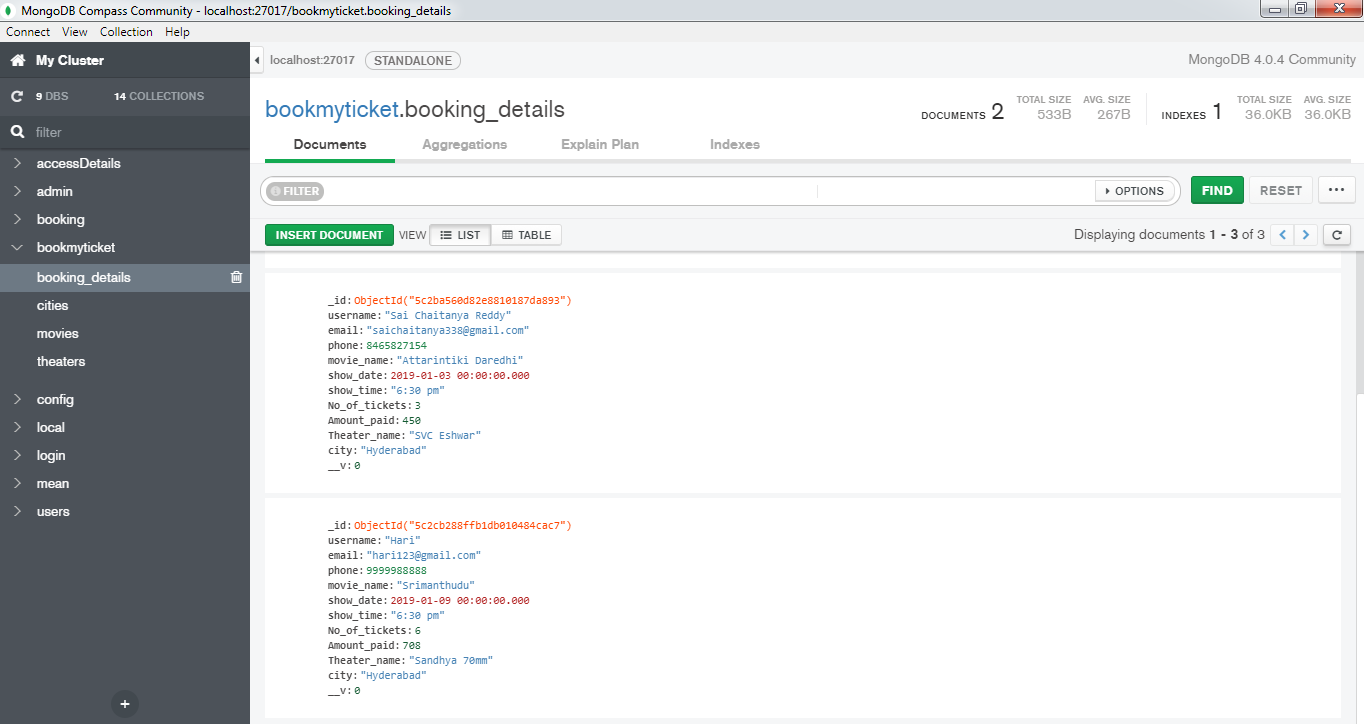 MongoDB Compass Community - localhost:27017/bookmyticket.booking_details
Connect View Collection Help
My Cluster
localhost:27017 STANDALONE
MongoDB 4.0.4 Community
9 DBS 14 COLLECTIONS
filter
accessDetails
admin
booking
bookmyticket
booking_details
cities
movies
theaters
config
local
login
mean
users
bookmyticket.booking_details
DOCUMENTS 2 TOTAL SIZE 533B AVG. SIZE 267B
INDEXES 1 TOTAL SIZE 36.0KB AVG. SIZE 36.0KB
Documents Aggregations Explain Plan Indexes
FILTER OPTIONS FIND RESET ...
INSERT DOCUMENT VIEW LIST TABLE Displaying documents 1 - 3 of 3
_id: ObjectId("5c2ba560d82e8810187da893")
username: "Sai Chaitanya Reddy"
email: "saichaitanya338@gmail.com"
phone: 8465827154
movie_name: "Attarintiki Daredhi"
show_date: 2019-01-03 00:00:00.000
show_time: "6:30 pm"
No_of_tickets: 3
Amount_paid: 450
Theater_name: "SVC Eshwar"
city: "Hyderabad"
__v: 0
_id: ObjectId("5c2cb288ffb1db010484cac7")
username: "Hari"
email: "hari123@gmail.com"
phone: 9999988888
movie_name: "Srimanthudu"
show_date: 2019-01-09 00:00:00.000
show_time: "6:30 pm"
No_of_tickets: 6
Amount_paid: 708
Theater_name: "Sandhya 70mm"
city: "Hyderabad"
__v: 0